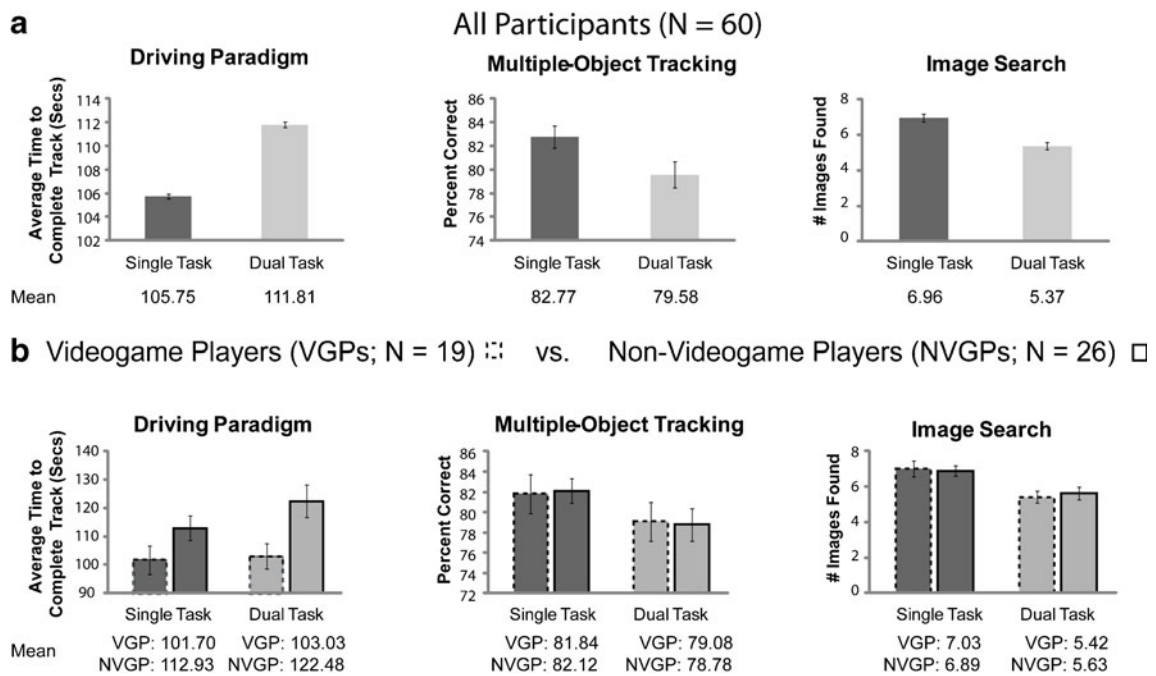 a All Participants (N = 60)
Driving Paradigm
Average Time to
Complete Track (Secs)
114
112
110
108
106
104
102
Single Task Dual Task
Multiple-Object Tracking
Percent Correct
86
84
82
80
78
76
74
Single Task Dual Task
Image Search
# Images Found
8
6
4
2
0
Single Task Dual Task
Mean 105.75 111.81 82.77 79.58 6.96 5.37
b Videogame Players (VGPs; N = 19) vs. Non-Videogame Players (NVGPs; N = 26)
Driving Paradigm
Average Time to
Complete Track (Secs)
140
130
120
110
100
90
Single Task Dual Task
Multiple-Object Tracking
Percent Correct
86
84
82
80
78
76
74
72
Single Task Dual Task
Image Search
# Images Found
8
6
4
2
0
Single Task Dual Task
Mean
VGP: 101.70 VGP: 103.03 VGP: 81.84 VGP: 79.08 VGP: 7.03 VGP: 5.42
NVGP: 112.93 NVGP: 122.48 NVGP: 82.12 NVGP: 78.78 NVGP: 6.89 NVGP: 5.63